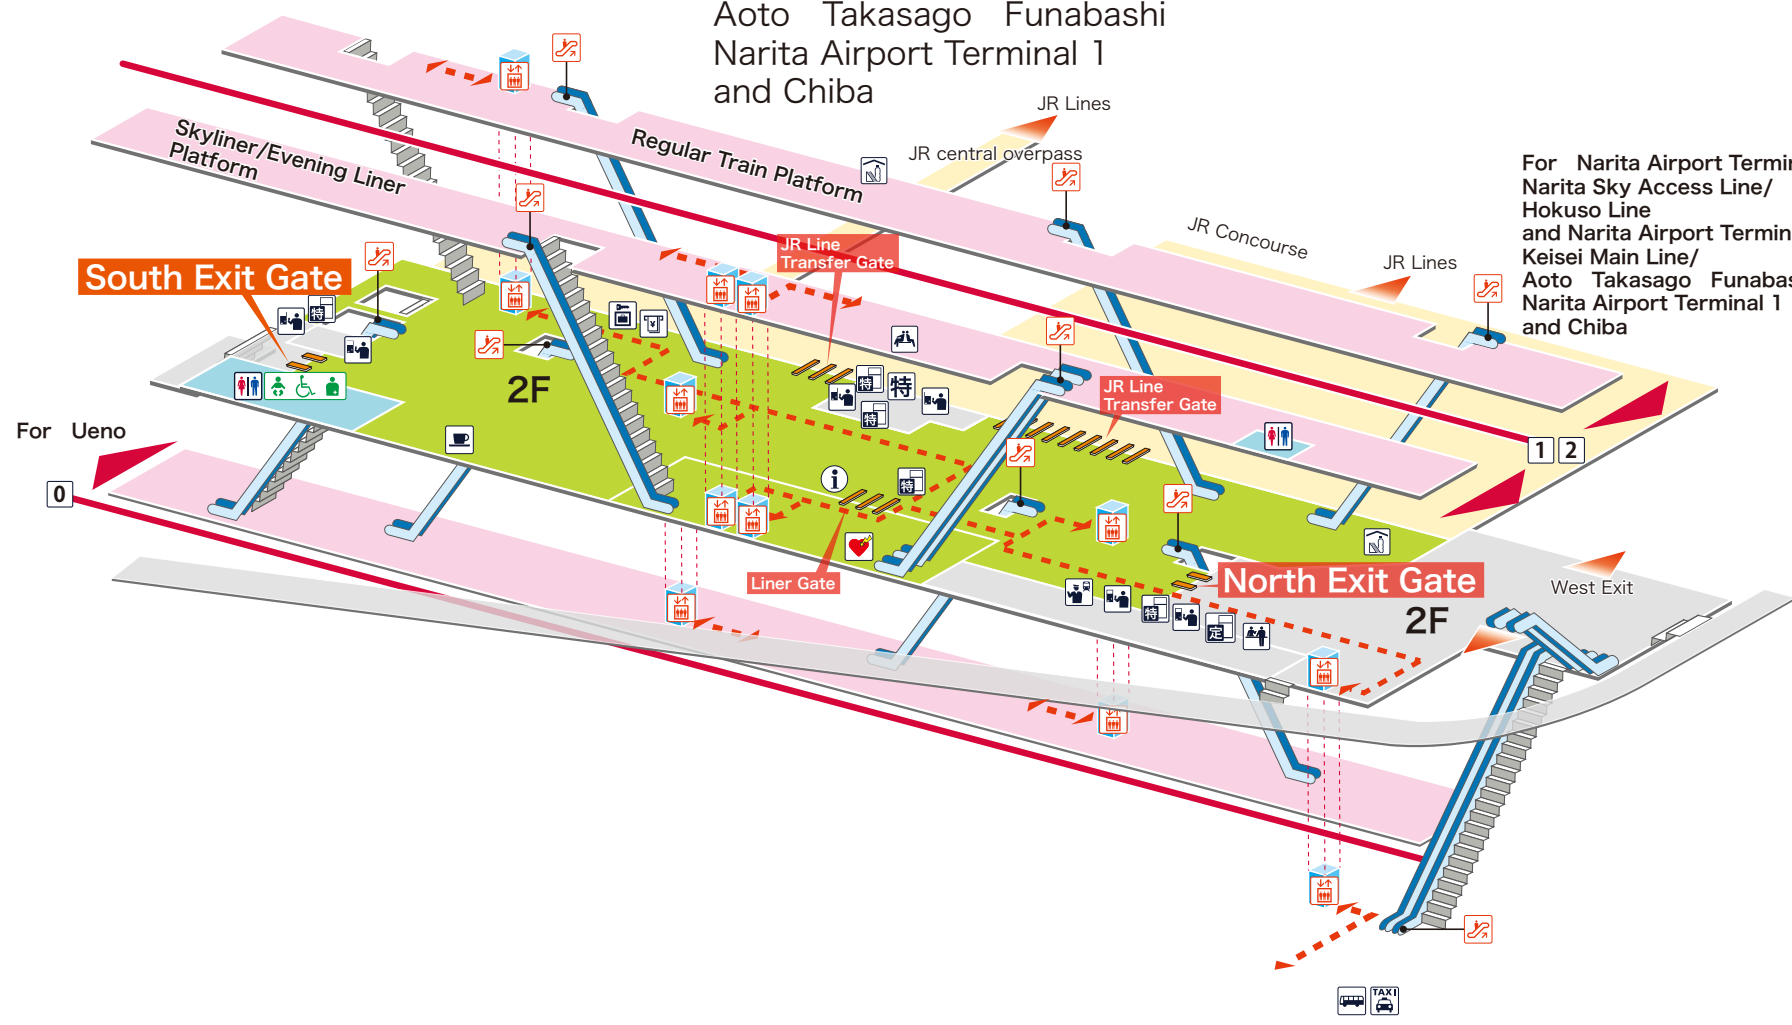 Aoto Takasago Funabashi
Narita Airport Terminal 1
and Chiba
JR Lines
JR central overpass
Skyliner/Evening Liner
Platform
Regular Train Platform
For Narita Airport Termin
Narita Sky Access Line/
Hokuso Line
and Narita Airport Termin
Keisei Main Line/
Aoto Takasago Funabas
Narita Airport Terminal 1
and Chiba
JR Concourse
JR Lines
JR Line
Transfer Gate
South Exit Gate
特
2F
特
特
特
JR Line
Transfer Gate
For Ueno
1 2
0
i
特
¥
Liner Gate
North Exit Gate
West Exit
2F
特
定
TAXI